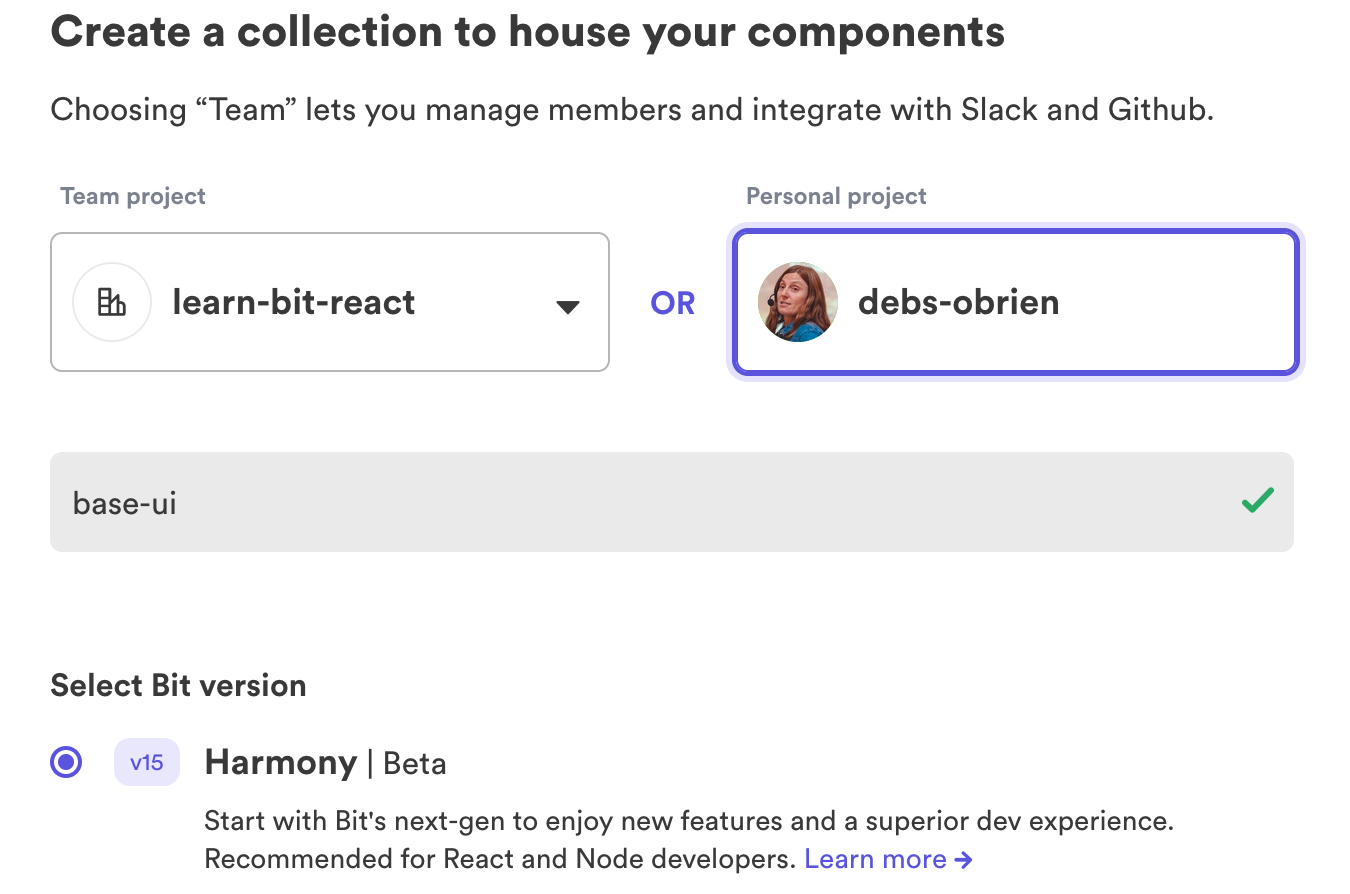 Create a collection to house your components
Choosing “Team” lets you manage members and integrate with Slack and Github.
Team project
Personal project
learn-bit-react
OR
debs-obrien
base-ui
Select Bit version
v15 Harmony | Beta
Start with Bit's next-gen to enjoy new features and a superior dev experience.
Recommended for React and Node developers. Learn more →